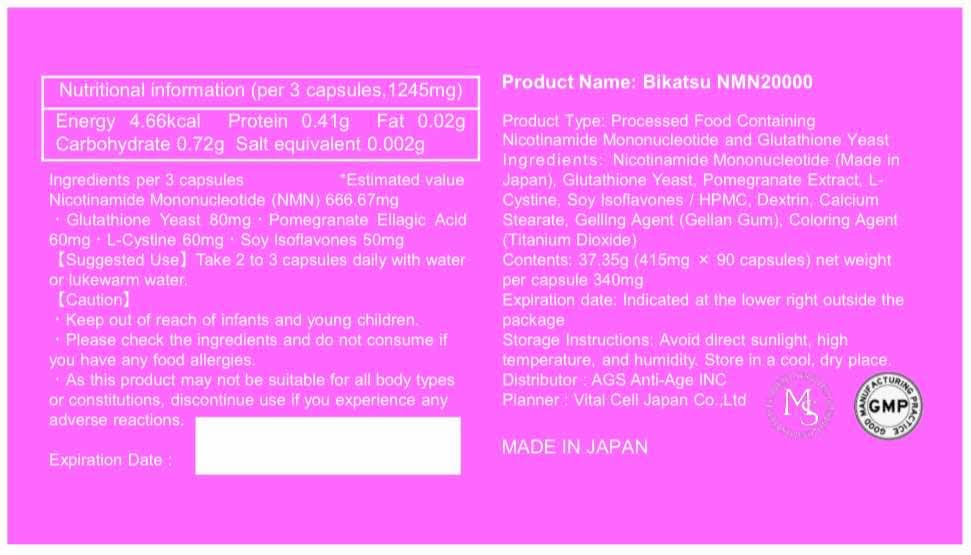 Nutritional information (per 3 capsules,1245mg)
Energy 4.66kcal Protein 0.41g Fat 0.02g
Carbohydrate 0.72g Salt equivalent 0.002g
Ingredients per 3 capsules *Estimated value
Nicotinamide Mononucleotide (NMN) 666.67mg
・Glutathione Yeast 80mg・Pomegranate Ellagic Acid
60mg・L-Cystine 60mg・Soy Isoflavones 50mg
【Suggested Use】Take 2 to 3 capsules daily with water
or lukewarm water.
【Caution】
・Keep out of reach of infants and young children.
・Please check the ingredients and do not consume if
you have any food allergies.
・As this product may not be suitable for all body types
or constitutions, discontinue use if you experience any
adverse reactions.
Expiration Date :
Product Name: Bikatsu NMN20000
Product Type: Processed Food Containing
Nicotinamide Mononucleotide and Glutathione Yeast
Ingredients: Nicotinamide Mononucleotide (Made in
Japan), Glutathione Yeast, Pomegranate Extract, L-
Cystine, Soy Isoflavones / HPMC, Dextrin, Calcium
Stearate, Gelling Agent (Gellan Gum), Coloring Agent
(Titanium Dioxide)
Contents: 37.35g (415mg × 90 capsules) net weight
per capsule 340mg
Expiration date: Indicated at the lower right outside the
package
Storage Instructions: Avoid direct sunlight, high
temperature, and humidity. Store in a cool, dry place.
Distributor : AGS Anti-Age INC
Planner : Vital Cell Japan Co.,Ltd
MS
GOOD MANUFACTURING PRACTICE
GMP
MADE IN JAPAN